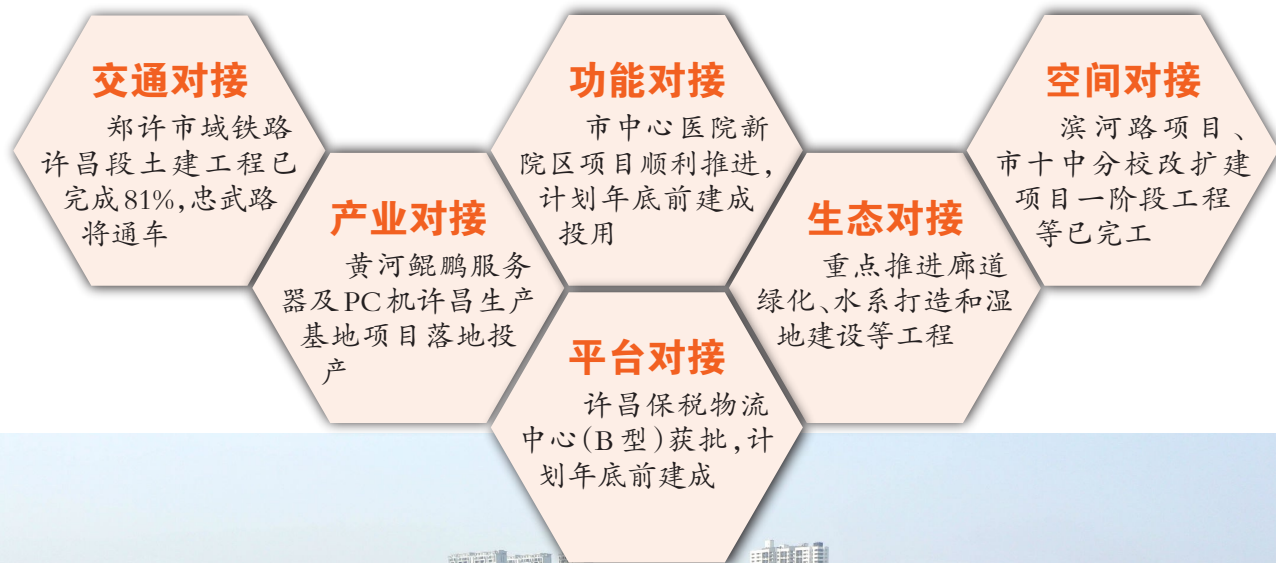 交通对接
郑许市域铁路
许昌段土建工程已
完成81%,忠武路
将通车
产业对接
黄河鲲鹏服务
器及PC机许昌生产
基地项目落地投
产
功能对接
市中心医院新
院区项目顺利推进,
计划年底前建成
投用
平台对接
许昌保税物流
中心(B型)获批,计
划年底前建成
生态对接
重点推进廊道
绿化、水系打造和湿
地建设等工程
空间对接
滨河路项目、
市十中分校改扩建
项目一阶段工程
等已完工